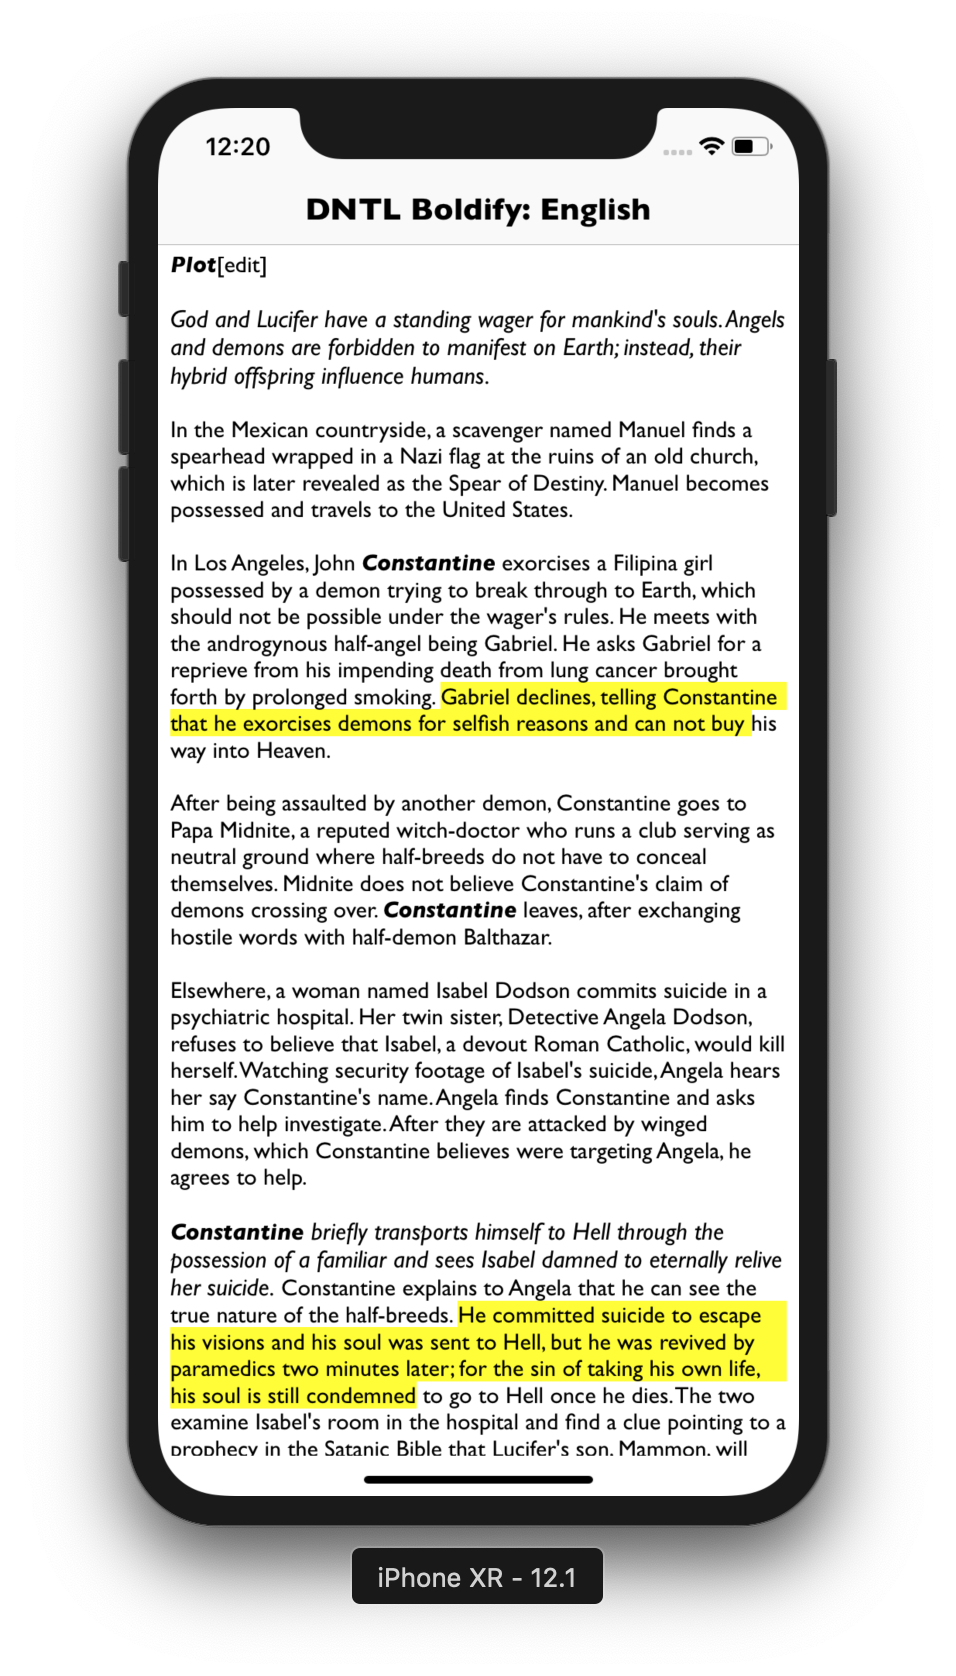 12:20
DNTL Boldify: English
Plot[edit]
God and Lucifer have a standing wager for mankind's souls. Angels
and demons are forbidden to manifest on Earth; instead, their
hybrid offspring influence humans.
In the Mexican countryside, a scavenger named Manuel finds a
spearhead wrapped in a Nazi flag at the ruins of an old church,
which is later revealed as the Spear of Destiny. Manuel becomes
possessed and travels to the United States.
In Los Angeles, John Constantine exorcises a Filipina girl
possessed by a demon trying to break through to Earth, which
should not be possible under the wager's rules. He meets with
the androgynous half-angel being Gabriel. He asks Gabriel for a
reprieve from his impending death from lung cancer brought
forth by prolonged smoking. Gabriel declines, telling Constantine
that he exorcises demons for selfish reasons and can not buy his
way into Heaven.
After being assaulted by another demon, Constantine goes to
Papa Midnite, a reputed witch-doctor who runs a club serving as
neutral ground where half-breeds do not have to conceal
themselves. Midnite does not believe Constantine's claim of
demons crossing over. Constantine leaves, after exchanging
hostile words with half-demon Balthazar.
Elsewhere, a woman named Isabel Dodson commits suicide in a
psychiatric hospital. Her twin sister, Detective Angela Dodson,
refuses to believe that Isabel, a devout Roman Catholic, would kill
herself. Watching security footage of Isabel's suicide, Angela hears
her say Constantine's name. Angela finds Constantine and asks
him to help investigate. After they are attacked by winged
demons, which Constantine believes were targeting Angela, he
agrees to help.
Constantine briefly transports himself to Hell through the
possession of a familiar and sees Isabel damned to eternally relive
her suicide. Constantine explains to Angela that he can see the
true nature of the half-breeds. He committed suicide to escape
his visions and his soul was sent to Hell, but he was revived by
paramedics two minutes later; for the sin of taking his own life,
his soul is still condemned to go to Hell once he dies. The two
examine Isabel's room in the hospital and find a clue pointing to a
prophecy in the Satanic Bible that Lucifer's son, Mammon, will
iPhone XR - 12.1